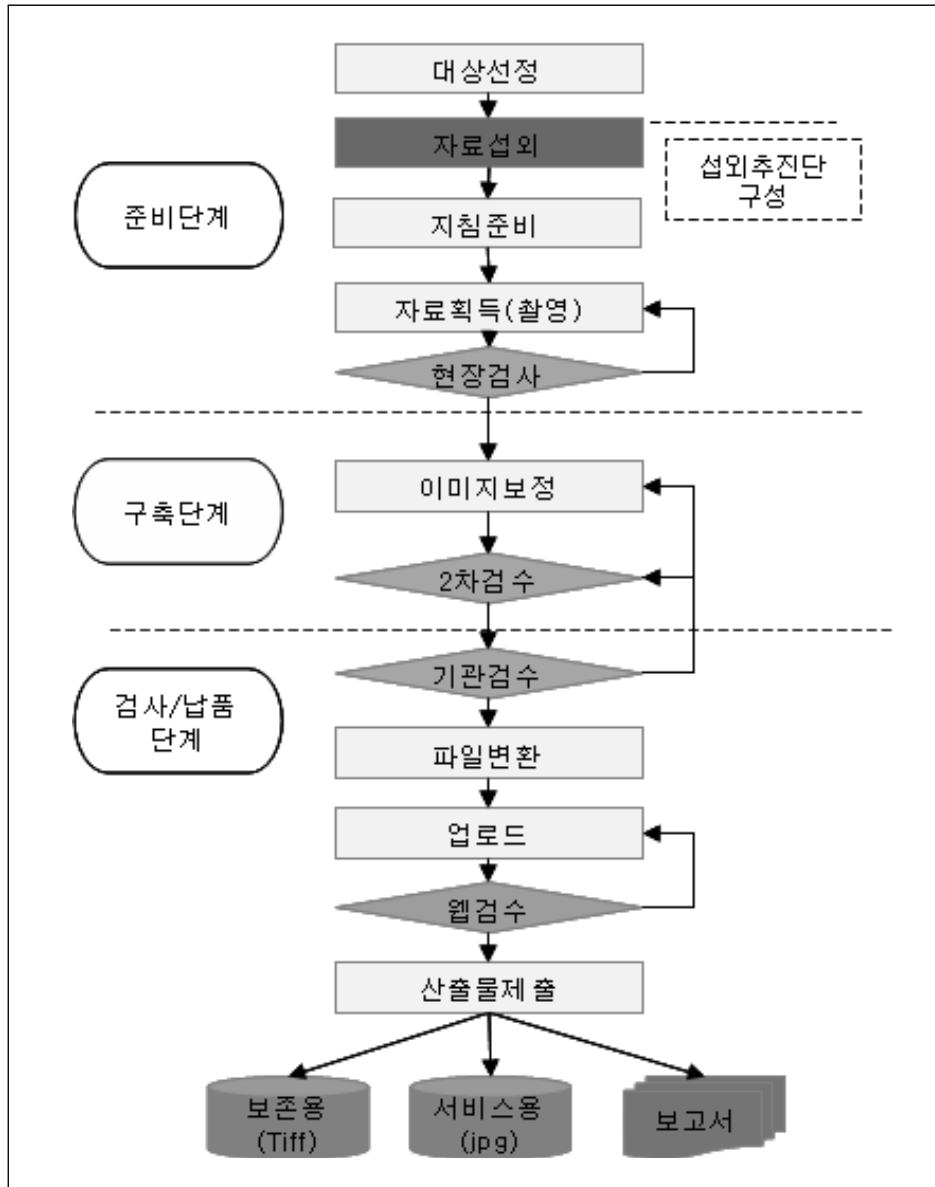 대상선정
자료섭외
섭외추진단
구성
준비단계
지침준비
자료획득(촬영)
현장검사
이미지보정
구축단계
2차검수
기관검수
검사/납품
단계
파일변환
업로드
웹검수
산출물제출
보존용
(Tiff)
서비스용
(jpg)
보고서